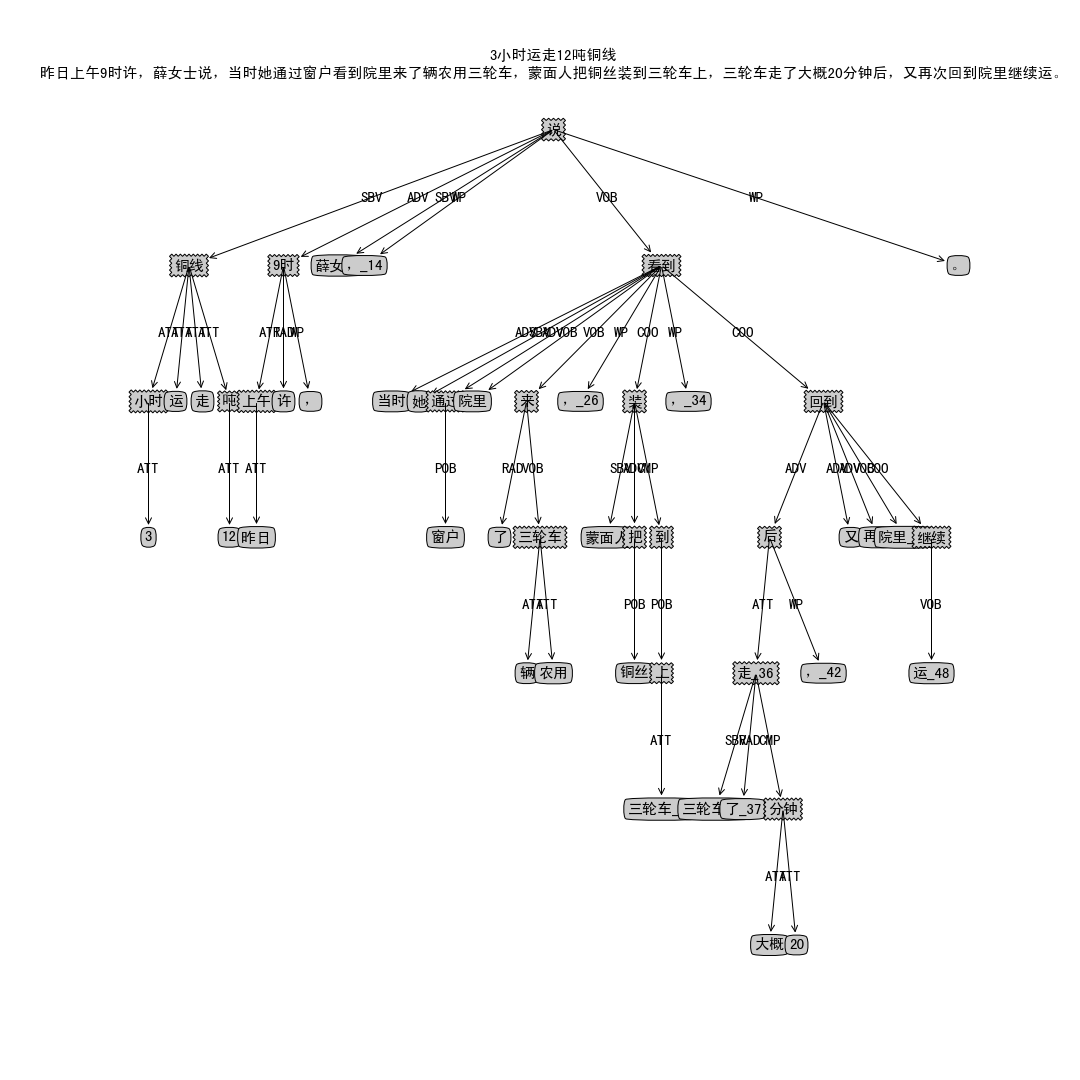 3小时运走12吨铜线
昨日上午9时许，薛女士说，当时她通过窗户看到院里来了辆农用三轮车，蒙面人把铜丝装到三轮车上，三轮车走了大概20分钟后，又再次回到院里继续运。
说
SBV ADV SBV WP VOB WP
铜线 9时 薛女 ，_14 看到 。
ATT ATT ATT ATT ATT RAD WP ADV SBV ADV VOB VOB WP COO WP COO
小时 运 走 吨 上午 许 ， 当时 她 通过 院里 来 ，_26 装 ，_34 回到
ATT ATT ATT POB RAD VOB SBV ADV CMP ADV ADV ADV VOB COO
3 12 昨日 窗户 了 三轮车 蒙面人 把 到 后 又 再 院里_ 继续
ATT ATT POB POB ATT WP VOB
辆 农用 铜丝 上 走_36 ，_42 运_48
ATT SBV RAD CMP
三轮车_ 三轮车 了_37 分钟
ATT ATT
大概 20